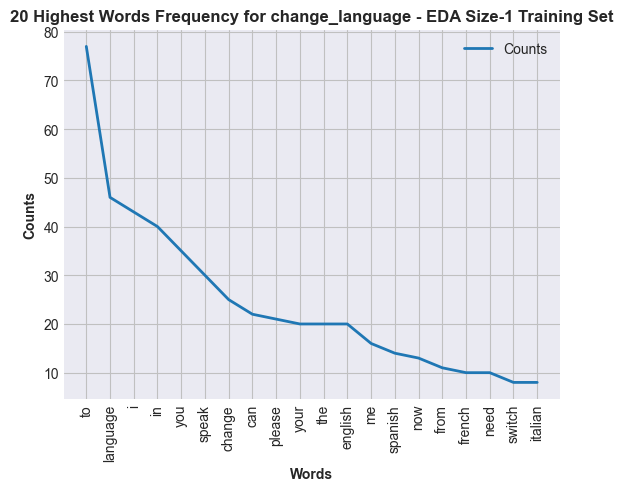 20 Highest Words Frequency for change_language - EDA Size-1 Training Set
Counts
80
70
60
50
40
30
20
10
Counts
to
language
i
in
you
speak
change
can
please
your
the
english
me
spanish
now
from
french
need
switch
italian
Words